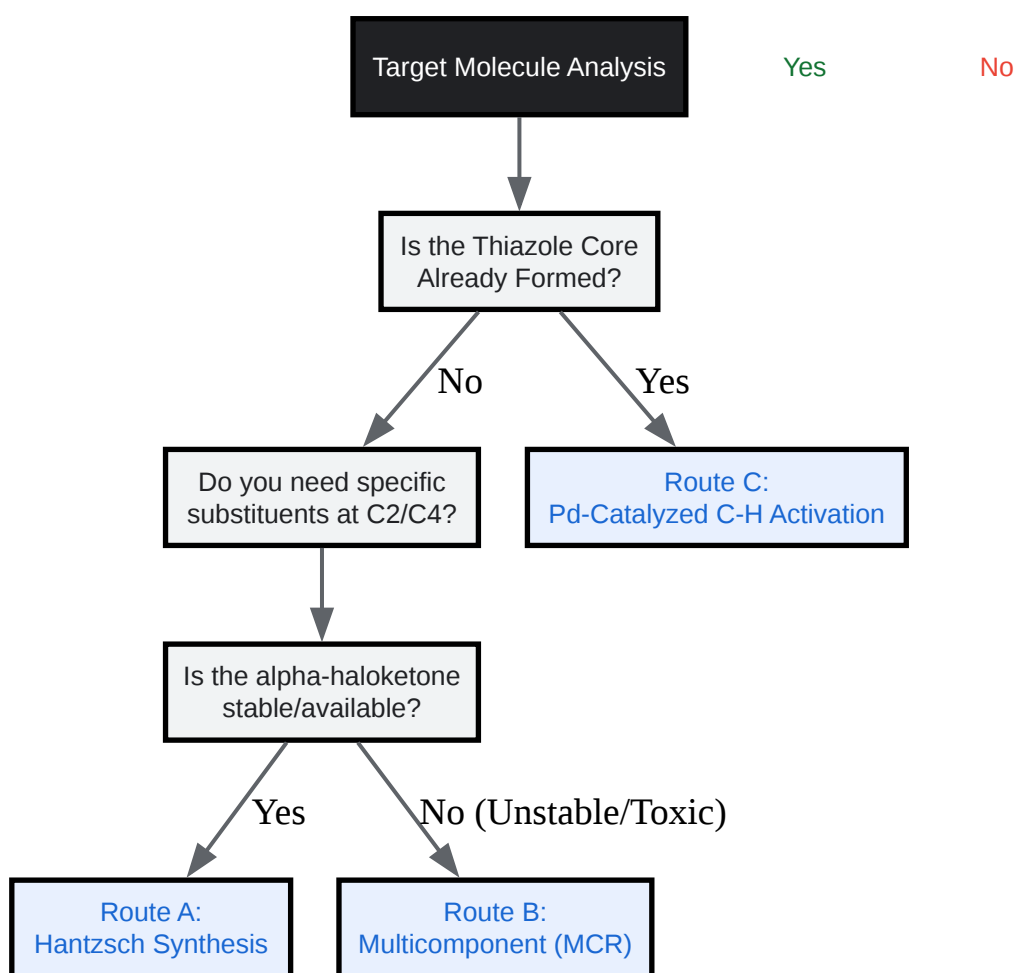 Target Molecule Analysis
Yes
No
Is the Thiazole Core
Already Formed?
No
Yes
Do you need specific
substituents at C2/C4?
Route C:
Pd-Catalyzed C-H Activation
Is the alpha-haloketone
stable/available?
Yes
No (Unstable/Toxic)
Route A:
Hantzsch Synthesis
Route B:
Multicomponent (MCR)